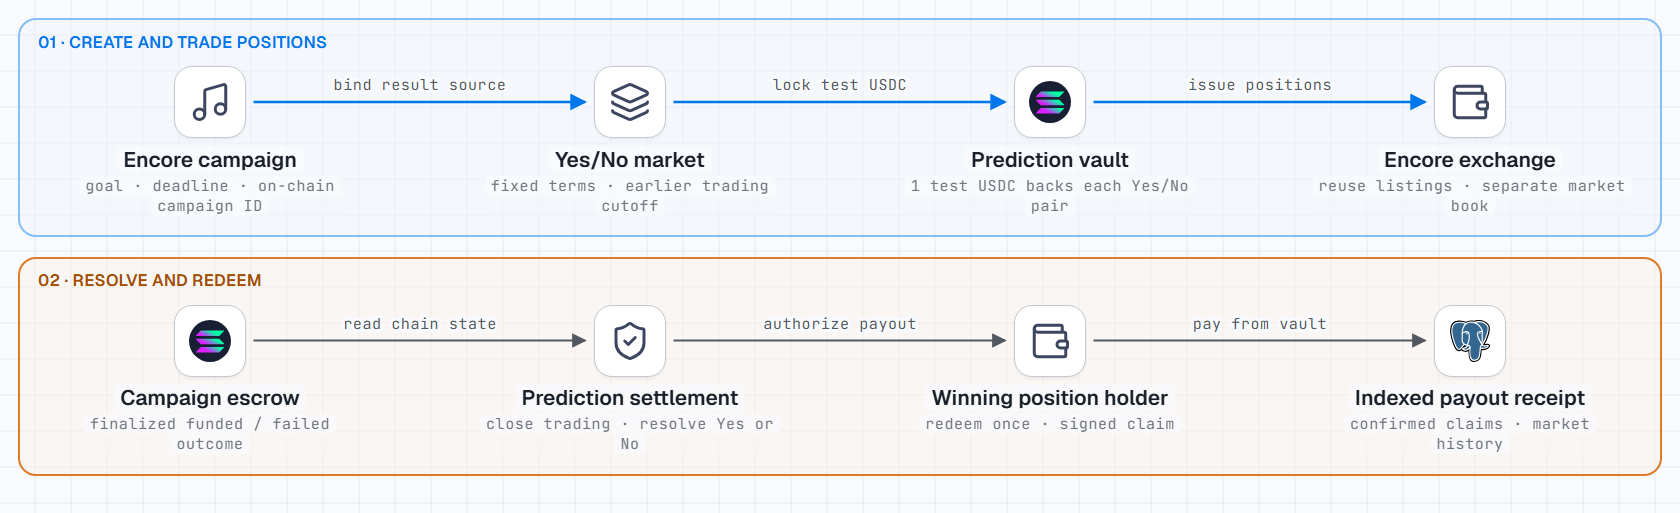 01 · CREATE AND TRADE POSITIONS
bind result source
lock test USDC
issue positions
Encore campaign
goal · deadline · on-chain
campaign ID
Yes/No market
fixed terms · earlier trading
cutoff
Prediction vault
1 test USDC backs each Yes/No
pair
Encore exchange
reuse listings · separate market
book
02 · RESOLVE AND REDEEM
read chain state
authorize payout
pay from vault
Campaign escrow
finalized funded / failed
outcome
Prediction settlement
close trading · resolve Yes or
No
Winning position holder
redeem once · signed claim
Indexed payout receipt
confirmed claims · market
history